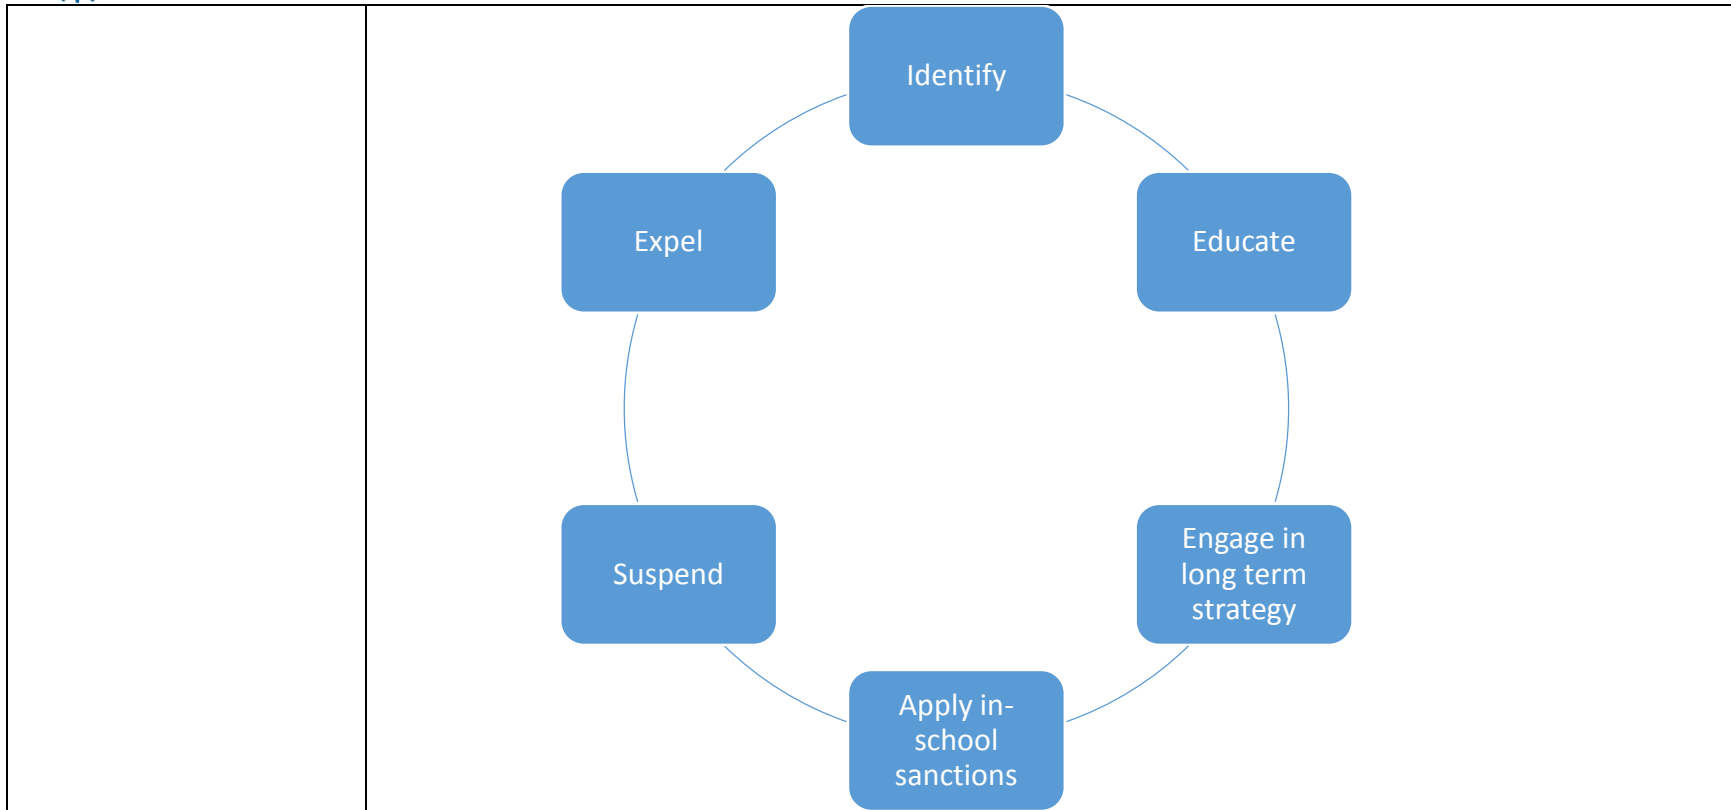 Identify
Educate
Engage in
long term
strategy
Apply in-
school
sanctions
Suspend
Expel